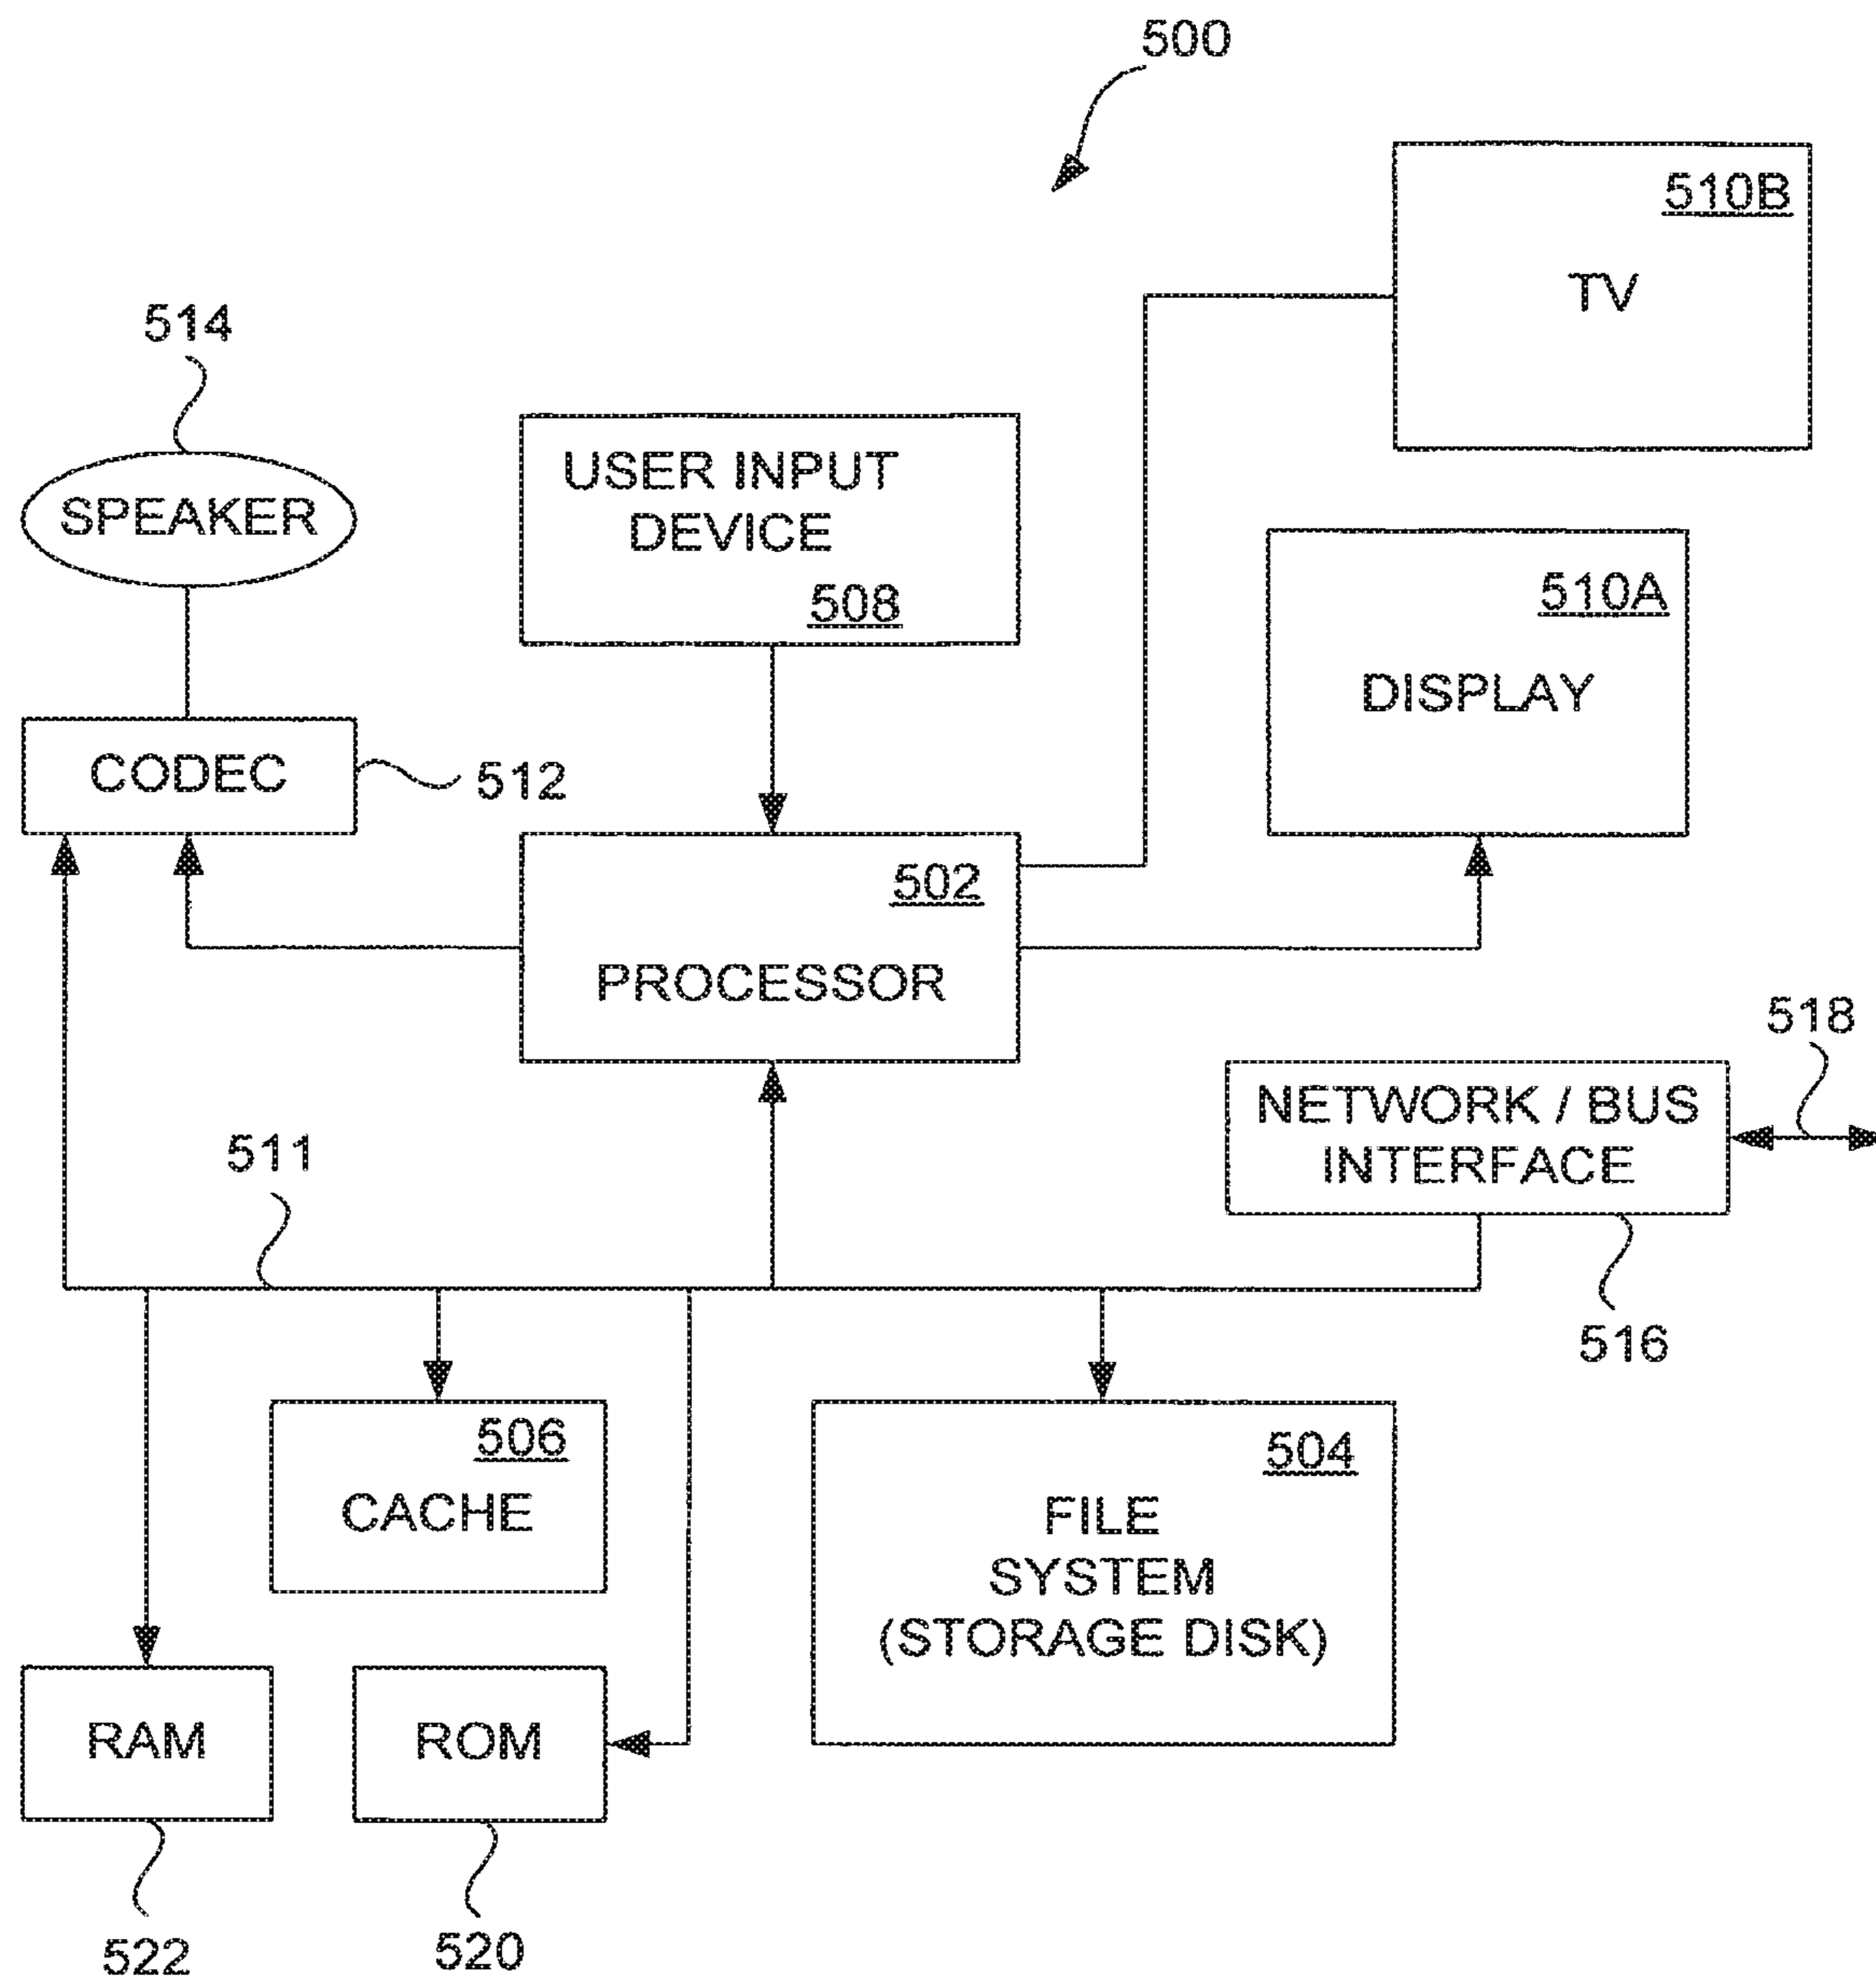 500
510B
TV
514
SPEAKER
USER INPUT
DEVICE
508
510A
DISPLAY
CODEC
512
502
PROCESSOR
518
NETWORK / BUS
INTERFACE
511
516
506
CACHE
504
FILE
SYSTEM
(STORAGE DISK)
RAM
ROM
522
520